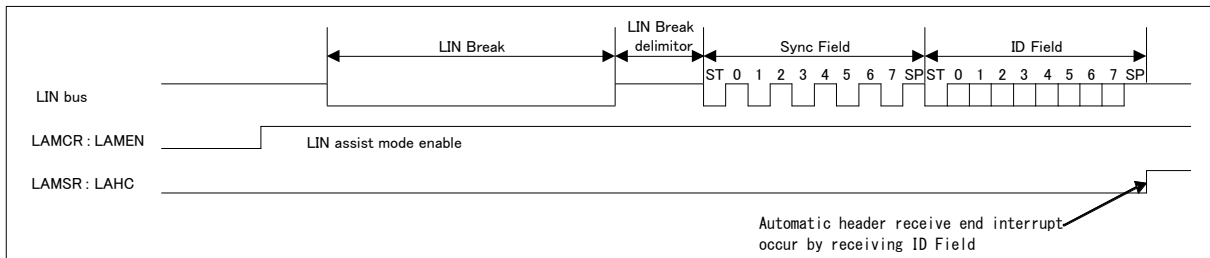 LIN Break
LIN Break
delimitor
Sync Field
ID Field
ST 0 1 2 3 4 5 6 7 SP ST 0 1 2 3 4 5 6 7 SP
LIN bus
LAMCR : LAMEN
LIN assist mode enable
LAMSR : LAHC
Automatic header receive end interrupt
occur by receiving ID Field